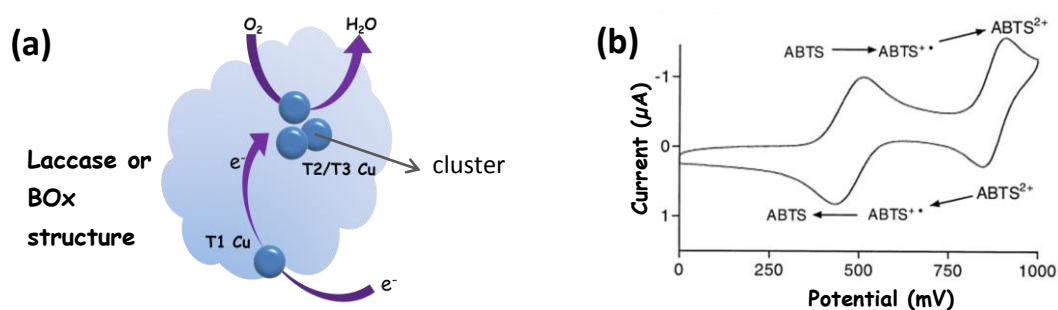 (a)
O₂
H₂O
Laccase or
BOx
structure
e⁻
T2/T3 Cu
cluster
T1 Cu
e⁻
(b)
ABTS → ABTS⁺• → ABTS²⁺
Current (µA)
-1
0
1
ABTS ← ABTS⁺• ← ABTS²⁺
0 250 500 750 1000
Potential (mV)